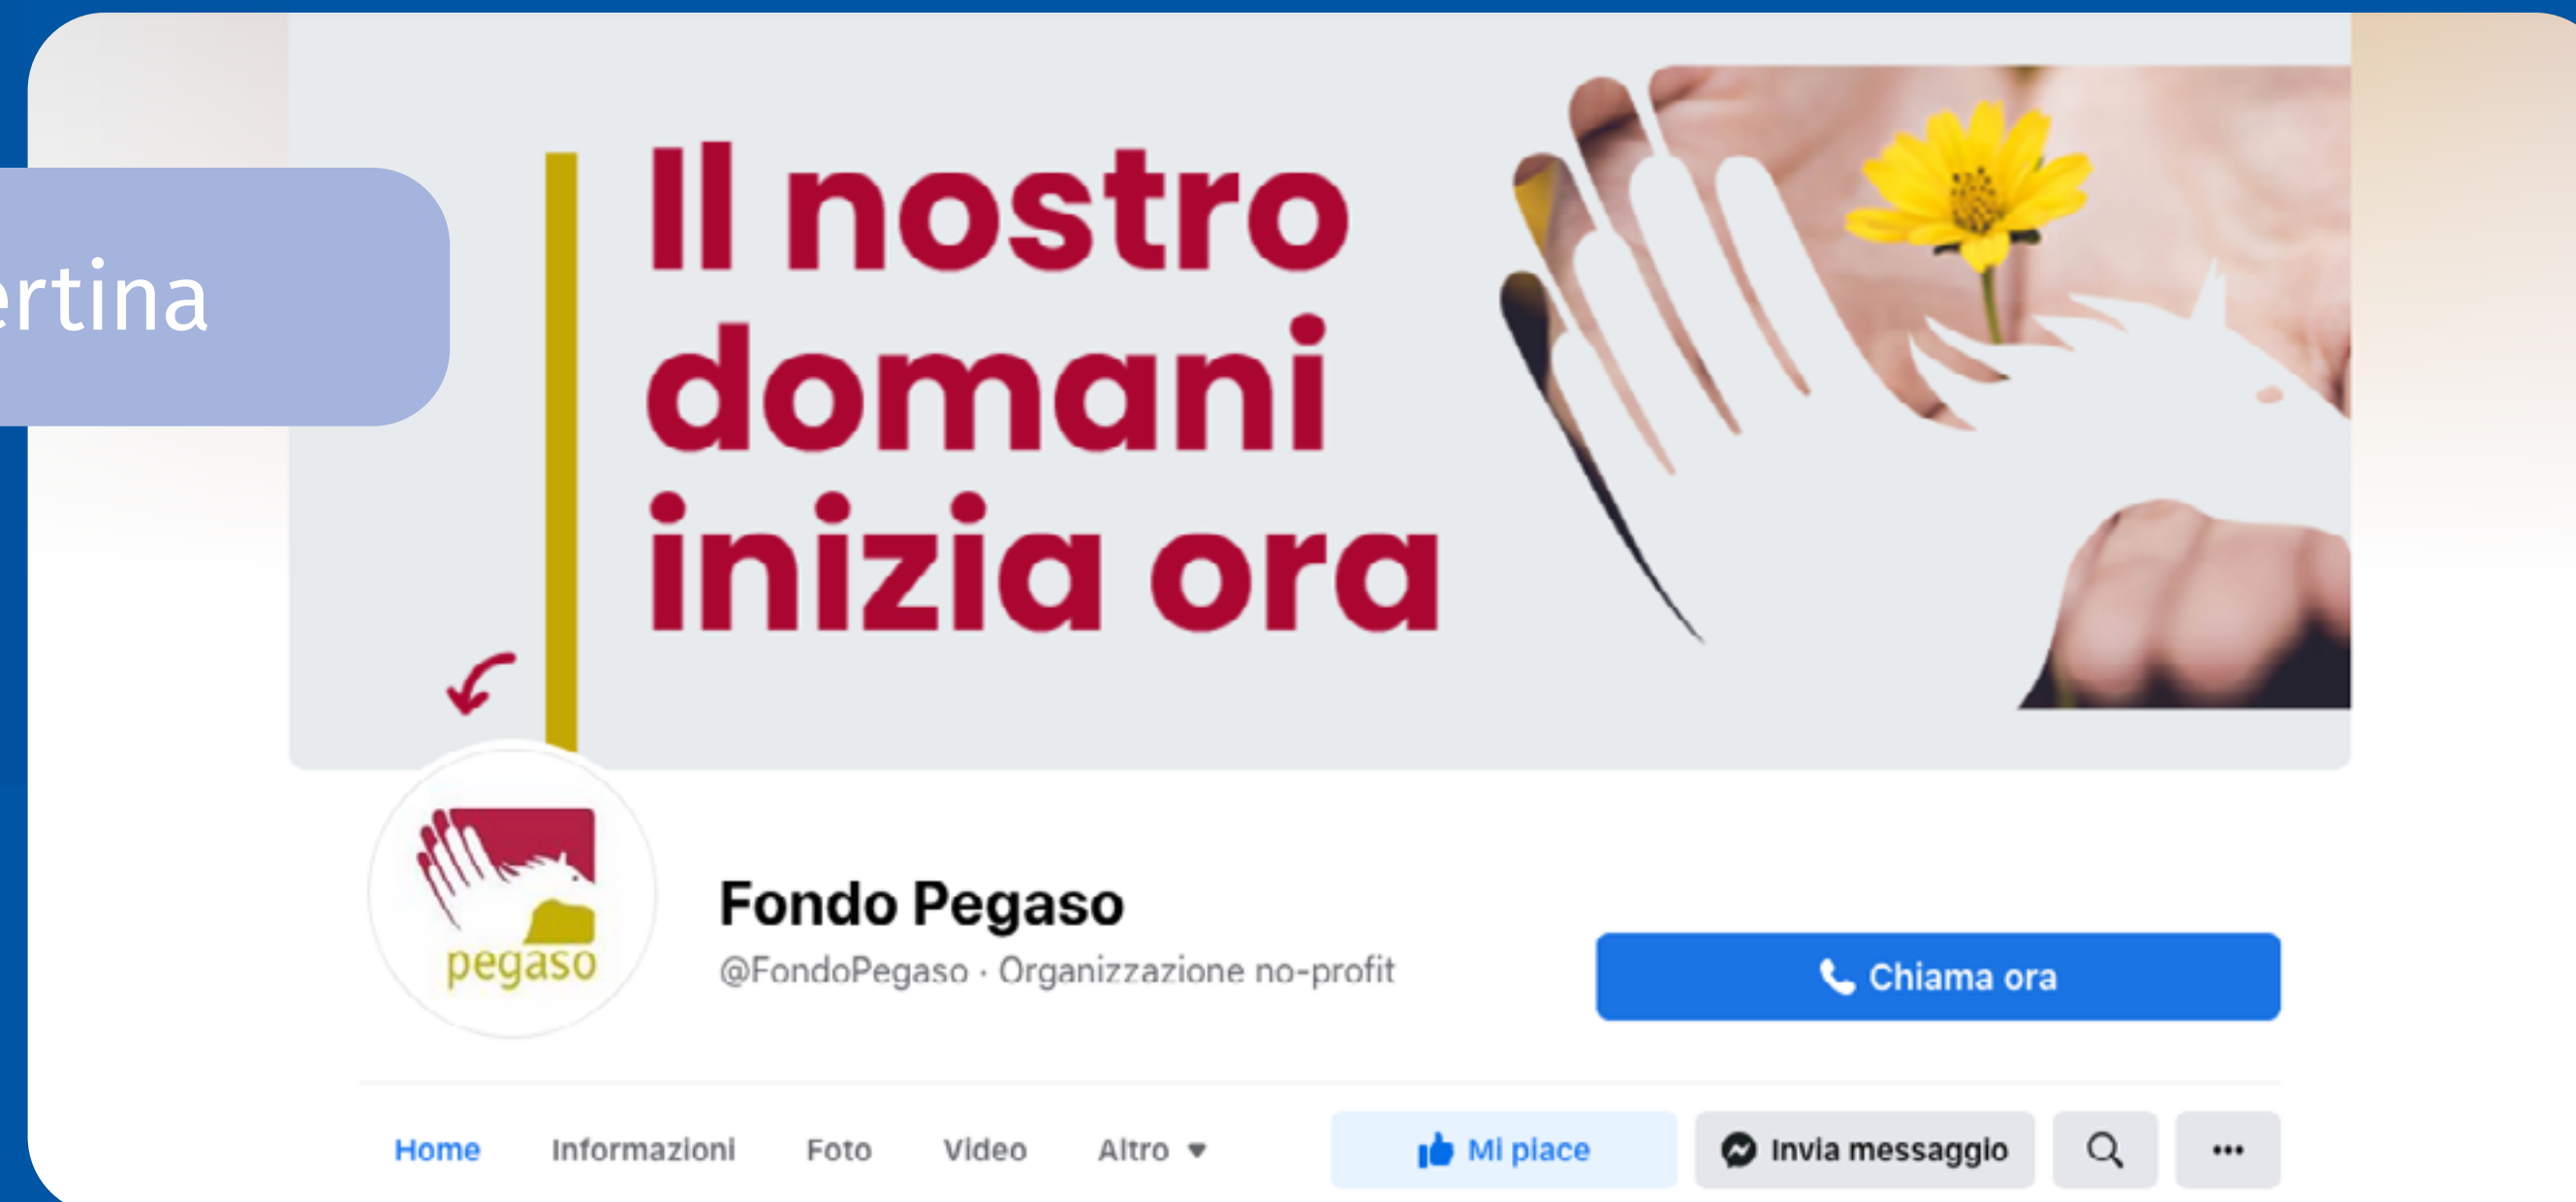 Il nostro
domani
inizia ora
ertina
pegaso
Fondo Pegaso
@FondoPegaso · Organizzazione no-profit
Chiama ora
Home Informazioni Foto Video Altro Mi piace Invia messaggio